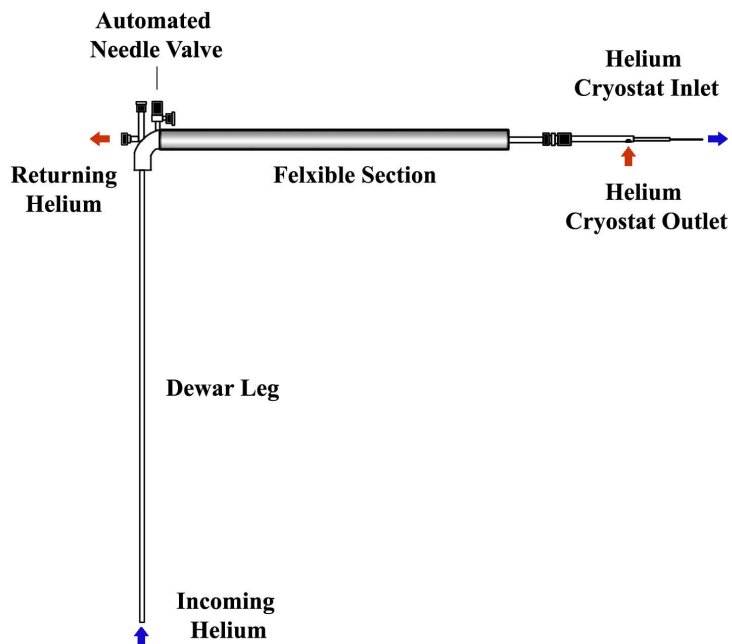 Automated
Needle Valve
Helium
Cryostat Inlet
Returning
Helium
Felxible Section
Helium
Cryostat Outlet
Dewar Leg
Incoming
Helium